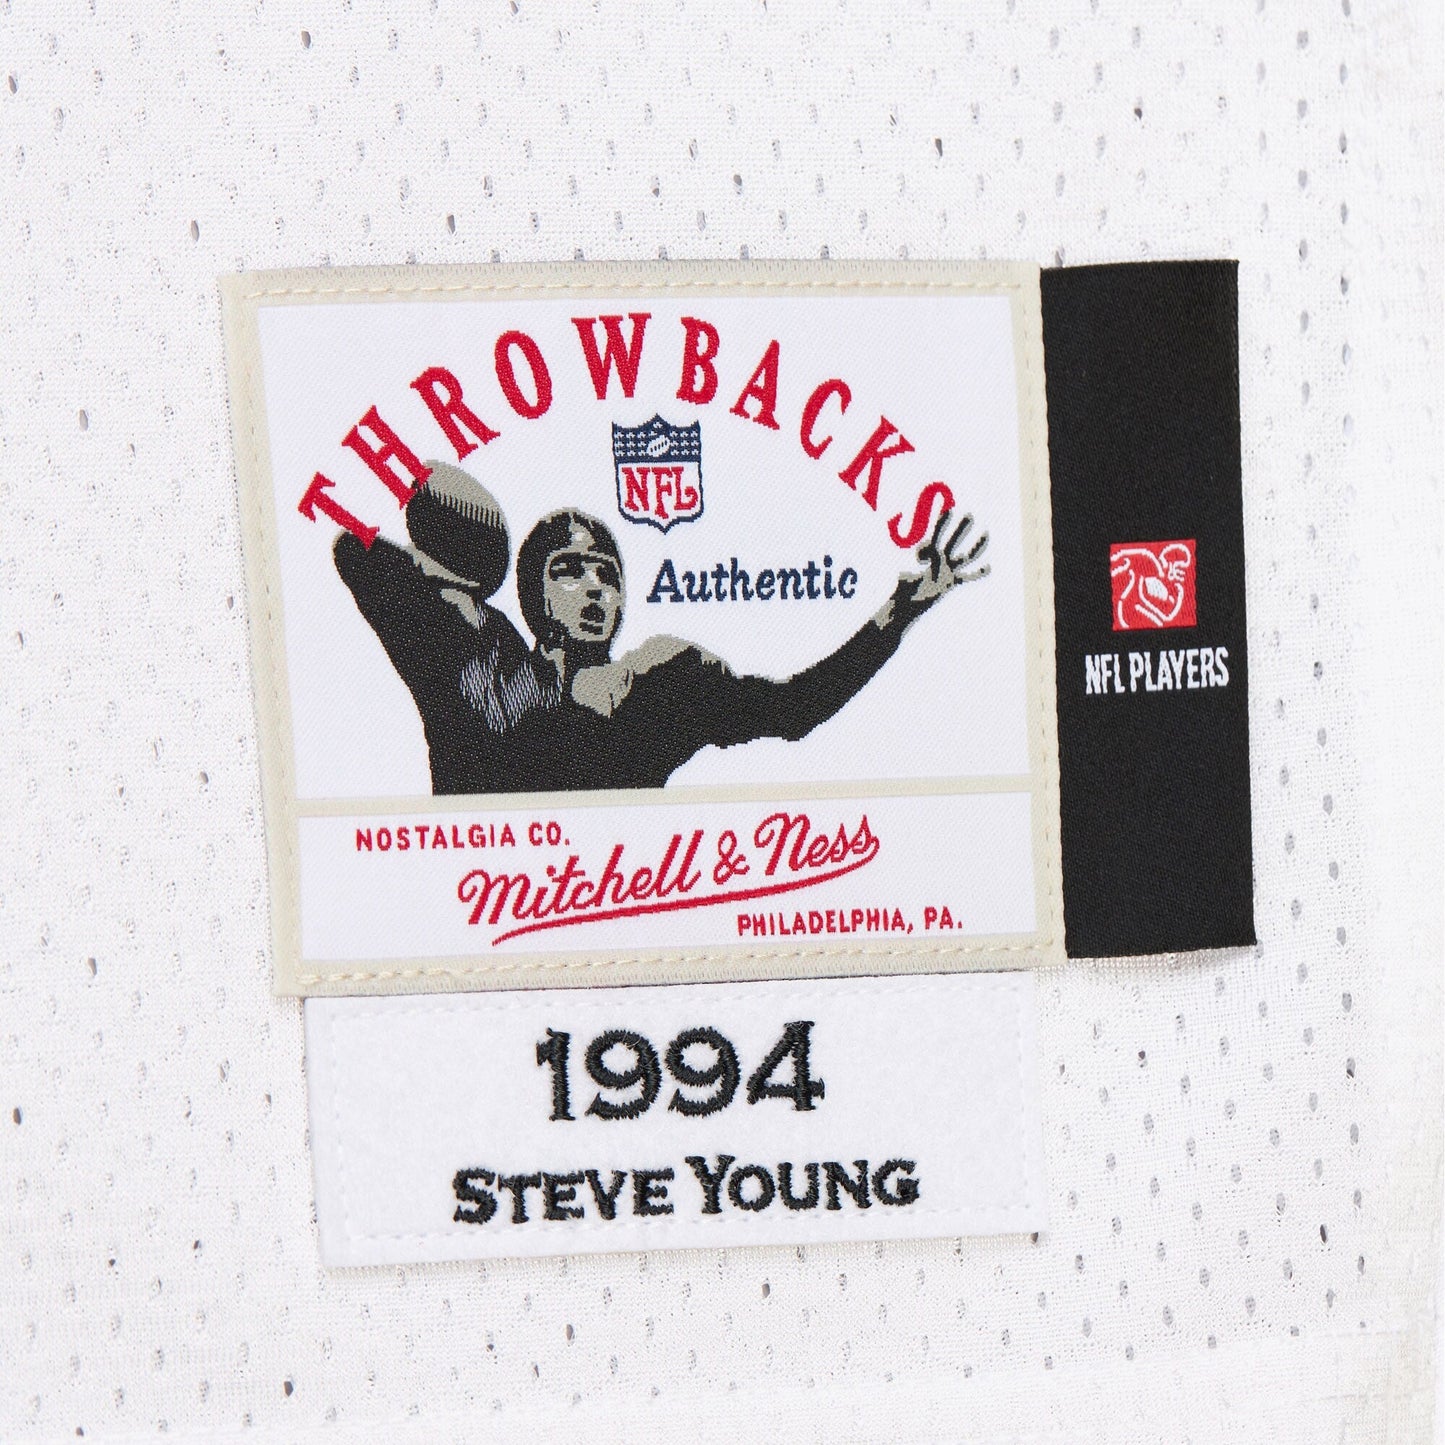 THROWBACKS
NFL
Authentic
NFL PLAYERS
NOSTALGIA CO.
Mitchell & Ness
PHILADELPHIA, PA.
1994
STEVE YOUNG